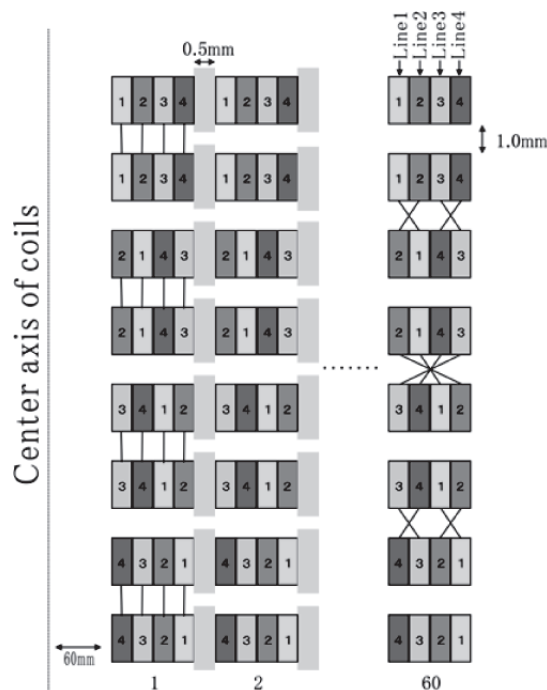 Line1
Line2
Line3
Line4
0.5mm
1 2 3 4 1 2 3 4 1 2 3 4
1.0mm
1 2 3 4 1 2 3 4 1 2 3 4
2 1 4 3 2 1 4 3 2 1 4 3
2 1 4 3 2 1 4 3 2 1 4 3
.......
3 4 1 2 3 4 1 2 3 4 1 2
3 4 1 2 3 4 1 2 3 4 1 2
4 3 2 1 4 3 2 1 4 3 2 1
4 3 2 1 4 3 2 1 4 3 2 1
Center axis of coils
60mm
1 2 60